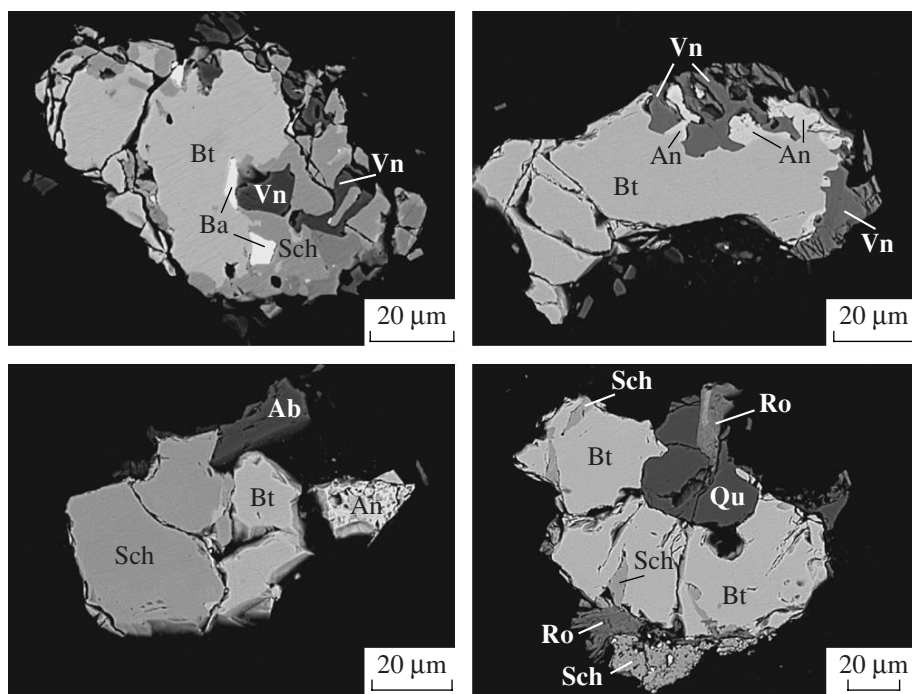 Bt
Vn
Vn
Ba
Sch
20 µm
Vn
An
An
Bt
Vn
20 µm
Ab
Bt
An
Sch
20 µm
Sch
Ro
Bt
Qu
Sch
Bt
Ro
Sch
20 µm